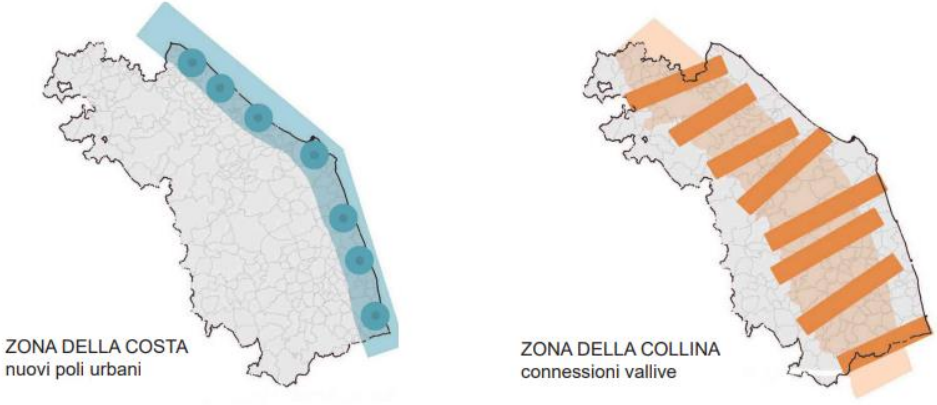 ZONA DELLA COSTA
nuovi poli urbani
ZONA DELLA COLLINA
connessioni vallive